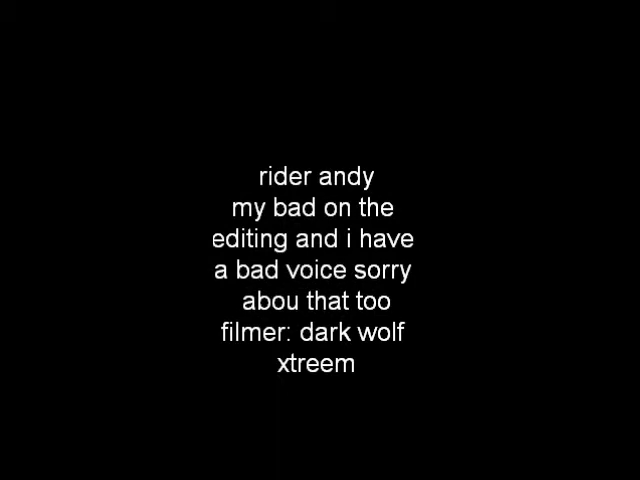 rider andy
my bad on the
editing and i have
a bad voice sorry
abou that too
filmer: dark wolf
xtreem